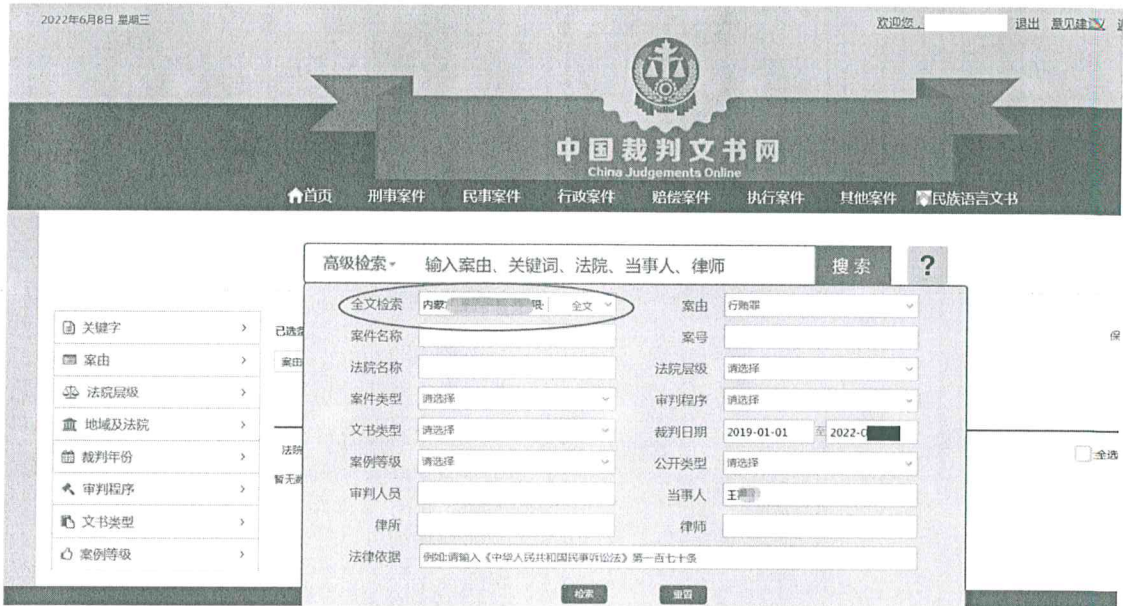 2022年6月8日 星期三
欢迎您， 退出 意见建议
中国裁判文书网
China Judgements Online
首页 刑事案件 民事案件 行政案件 赔偿案件 执行案件 其他案件 民族语言文书
高级检索 输入案由、关键词、法院、当事人、律师 搜索 ?
全文检索 内蒙 限 全文 案由 行贿罪
关键字 已选 案件名称 案号 保
案由 案由 法院名称 法院层级 请选择
法院层级 案件类型 请选择 审判程序 请选择
地域及法院 文书类型 请选择 裁判日期 2019-01-01 至 2022-0
裁判年份 法院 案例等级 请选择 公开类型 请选择 全选
审判程序 暂无 审判人员 当事人 王
文书类型 律所 律师
案例等级 法律依据 例如:请输入《中华人民共和国民事诉讼法》第一百七十条
检索 重置